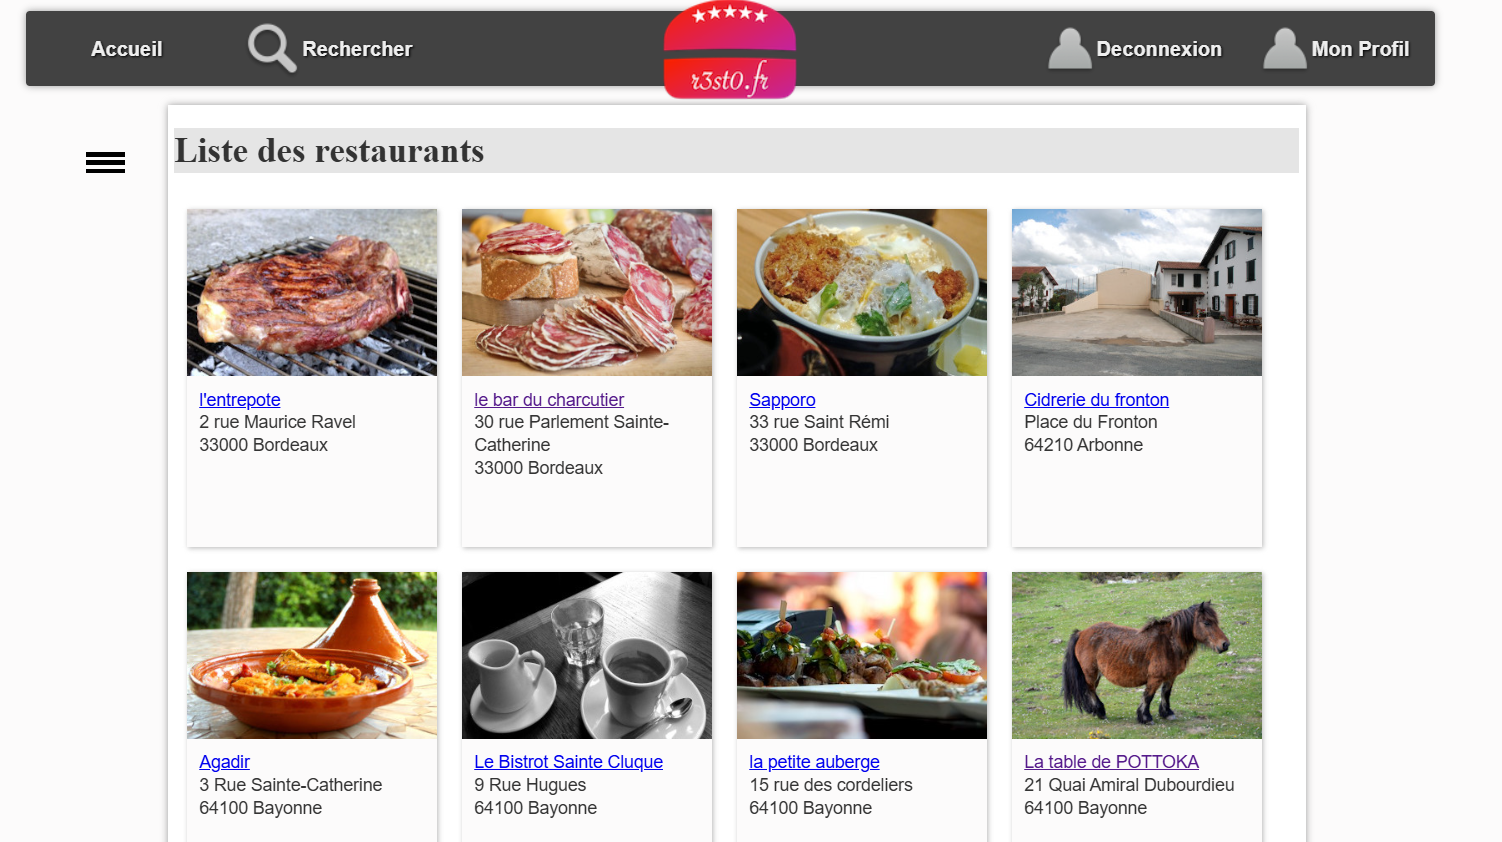 Accueil
Rechercher
r3st0.fr
Deconnexion
Mon Profil
Liste des restaurants
l'entrepote
2 rue Maurice Ravel
33000 Bordeaux
le bar du charcutier
30 rue Parlement Sainte-
Catherine
33000 Bordeaux
Sapporo
33 rue Saint Rémi
33000 Bordeaux
Cidrerie du fronton
Place du Fronton
64210 Arbonne
Agadir
3 Rue Sainte-Catherine
64100 Bayonne
Le Bistrot Sainte Cluque
9 Rue Hugues
64100 Bayonne
la petite auberge
15 rue des cordeliers
64100 Bayonne
La table de POTTOKA
21 Quai Amiral Dubourdieu
64100 Bayonne